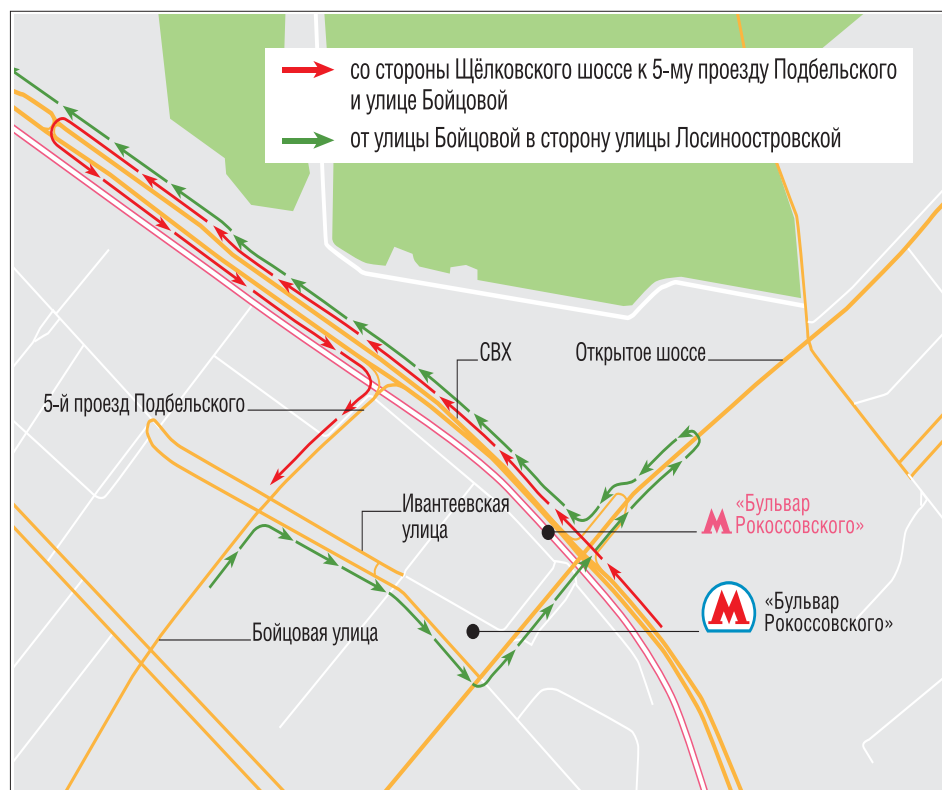 со стороны Щёлковского шоссе к 5-му проезду Подбельского
и улице Бойцовой
от улицы Бойцовой в сторону улицы Лосиноостровской
СВХ
Открытое шоссе
5-й проезд Подбельского
Ивантеевская
улица
«Бульвар
Рокоссовского»
Бойцовая улица
«Бульвар
Рокоссовского»